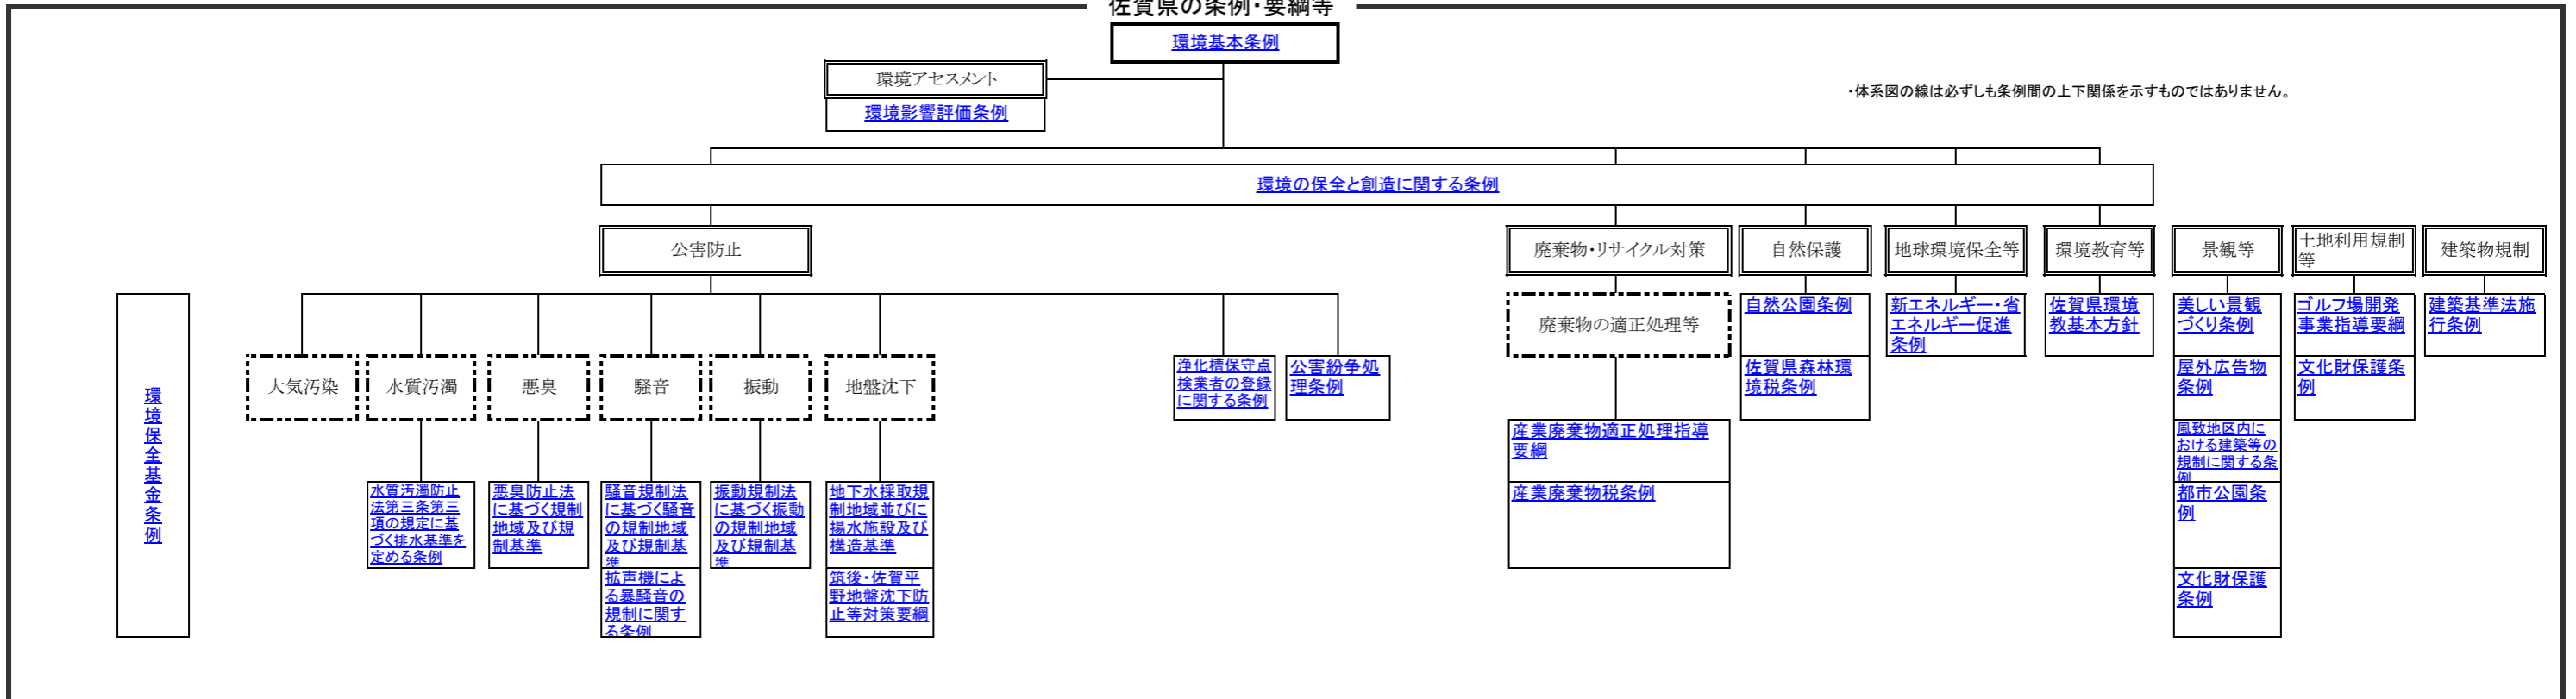 佐賀県の条例・要綱等
環境基本条例
環境アセスメント
環境影響評価条例
・体系図の線は必ずしも条例間の上下関係を示すものではありません。
環境の保全と創造に関する条例
公害防止
廃棄物・リサイクル対策
自然保護
地球環境保全等
環境教育等
景観等
土地利用規制
等
建築物規制
環境保全基金条例
大気汚染
水質汚濁
悪臭
騒音
振動
地盤沈下
浄化槽保守点
検業者の登録
に関する条例
公害紛争処
理条例
水質汚濁防止
法第三条第三
項の規定に基
づく排水基準を
定める条例
悪臭防止法
に基づく規制
地域及び規
制基準
騒音規制法
に基づく騒音
の規制地域
及び規制基
準
拡声機によ
る暴騒音の
規制に関す
る条例
振動規制法
に基づく振動
の規制地域
及び規制基
準
地下水採取規
制地域並びに
揚水施設及び
構造基準
筑後・佐賀平
野地盤沈下防
止等対策要綱
廃棄物の適正処理等
産業廃棄物適正処理指導
要綱
産業廃棄物税条例
自然公園条例
佐賀県森林環
境税条例
新エネルギー・省
エネルギー促進
条例
佐賀県環境
教基本方針
美しい景観
づくり条例
屋外広告物
条例
風致地区内に
おける建築等の
規制に関する条
例
都市公園条
例
文化財保護
条例
ゴルフ場開発
事業指導要綱
文化財保護条
例
建築基準法施
行条例